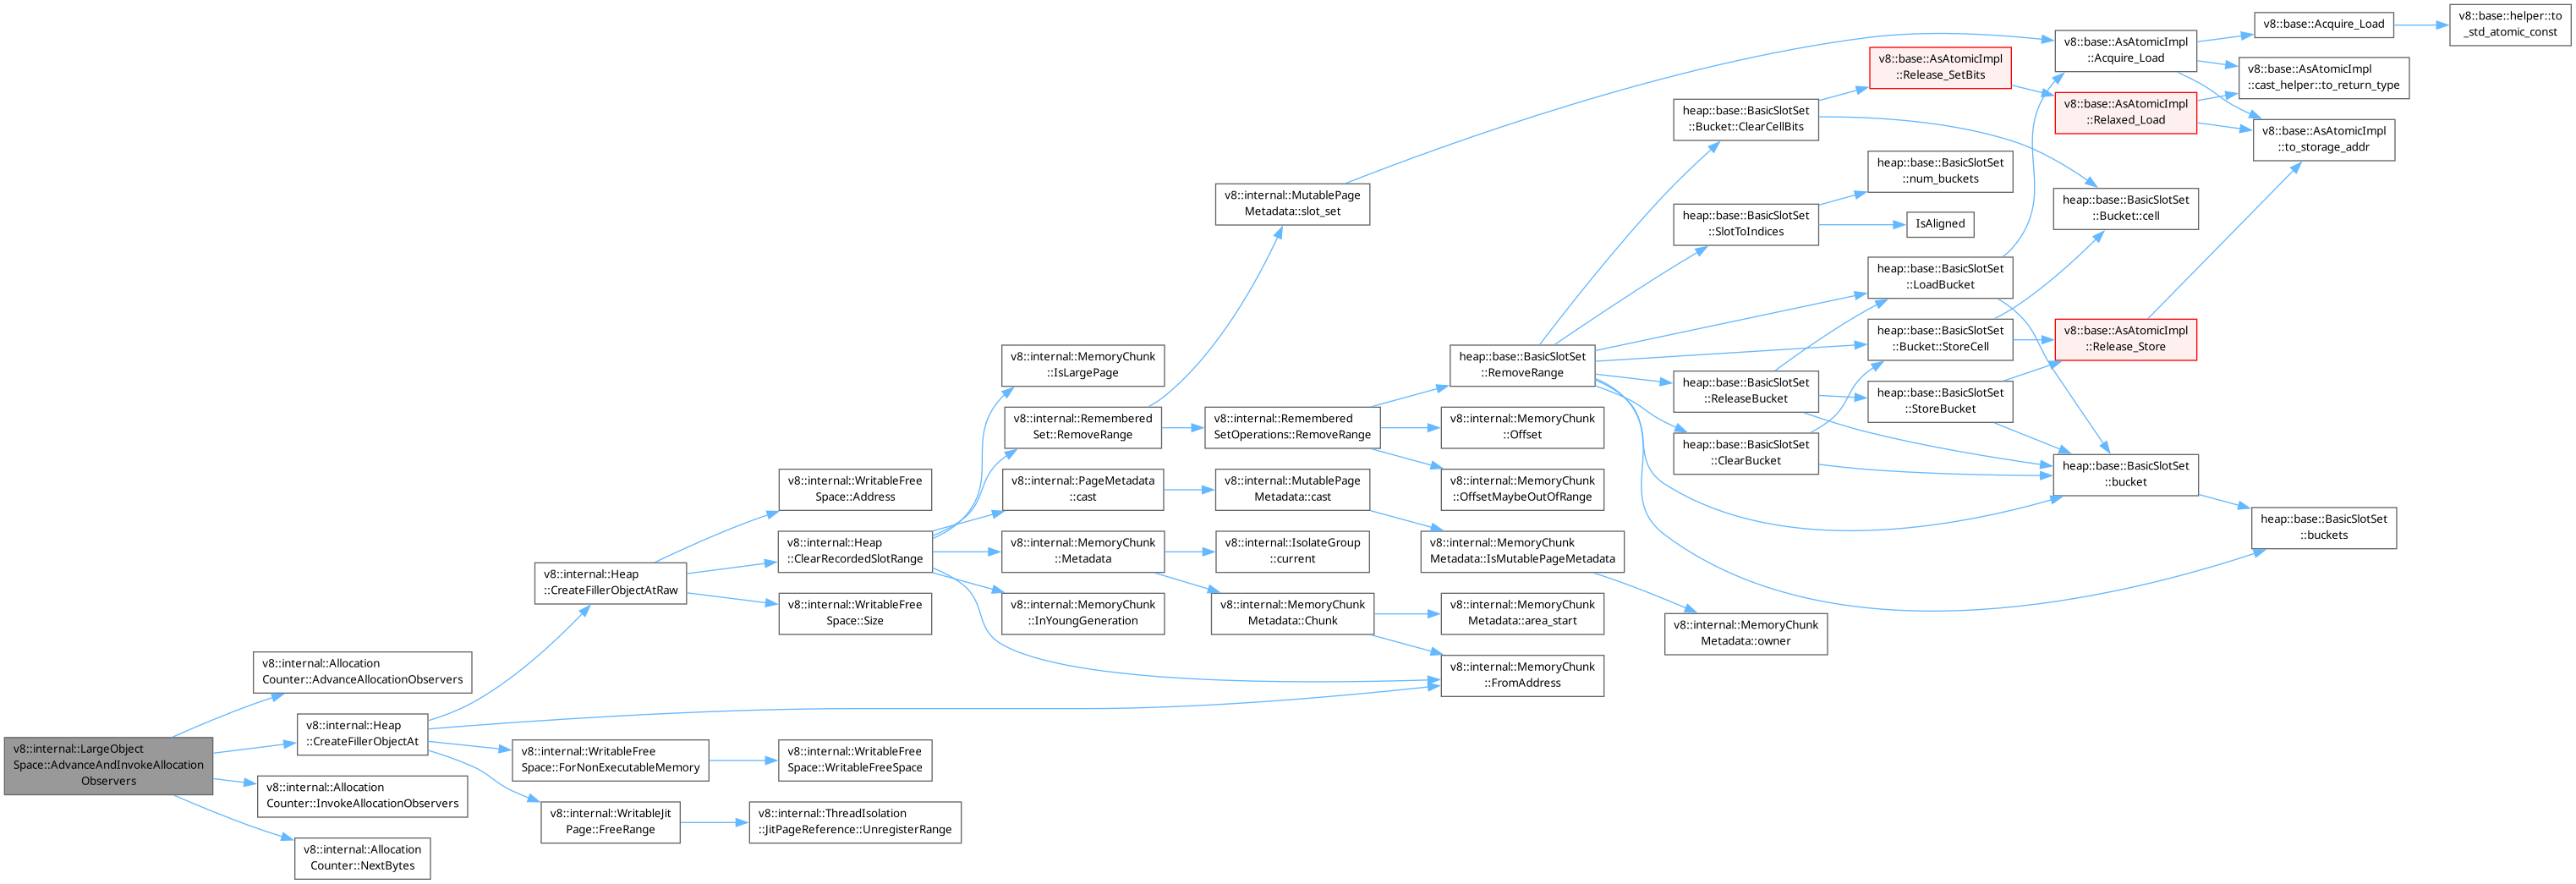 v8::internal::LargeObject
Space::AdvanceAndInvokeAllocation
Observers
v8::internal::Allocation
Counter::AdvanceAllocationObservers
v8::internal::Heap
::CreateFillerObjectAt
v8::internal::Allocation
Counter::InvokeAllocationObservers
v8::internal::Allocation
Counter::NextBytes
v8::internal::Heap
::CreateFillerObjectAtRaw
v8::internal::WritableFree
Space::ForNonExecutableMemory
v8::internal::WritableJit
Page::FreeRange
v8::internal::WritableFree
Space::Address
v8::internal::Heap
::ClearRecordedSlotRange
v8::internal::WritableFree
Space::Size
v8::internal::WritableFree
Space::WritableFreeSpace
v8::internal::ThreadIsolation
::JitPageReference::UnregisterRange
v8::internal::MemoryChunk
::IsLargePage
v8::internal::Remembered
Set::RemoveRange
v8::internal::PageMetadata
::cast
v8::internal::MemoryChunk
::Metadata
v8::internal::MemoryChunk
::InYoungGeneration
v8::internal::MutablePage
Metadata::slot_set
v8::internal::Remembered
SetOperations::RemoveRange
v8::internal::MutablePage
Metadata::cast
v8::internal::IsolateGroup
::current
v8::internal::MemoryChunk
Metadata::Chunk
heap::base::BasicSlotSet
::RemoveRange
v8::internal::MemoryChunk
::Offset
v8::internal::MemoryChunk
::OffsetMaybeOutOfRange
v8::internal::MemoryChunk
Metadata::IsMutablePageMetadata
v8::internal::MemoryChunk
Metadata::area_start
v8::internal::MemoryChunk
::FromAddress
heap::base::BasicSlotSet
::Bucket::ClearCellBits
heap::base::BasicSlotSet
::SlotToIndices
heap::base::BasicSlotSet
::ReleaseBucket
heap::base::BasicSlotSet
::ClearBucket
v8::internal::MemoryChunk
Metadata::owner
v8::base::AsAtomicImpl
::Release_SetBits
heap::base::BasicSlotSet
::num_buckets
IsAligned
heap::base::BasicSlotSet
::LoadBucket
heap::base::BasicSlotSet
::Bucket::StoreCell
heap::base::BasicSlotSet
::StoreBucket
v8::base::AsAtomicImpl
::Acquire_Load
v8::base::AsAtomicImpl
::Relaxed_Load
heap::base::BasicSlotSet
::Bucket::cell
v8::base::AsAtomicImpl
::Release_Store
heap::base::BasicSlotSet
::bucket
v8::base::Acquire_Load
v8::base::AsAtomicImpl
::cast_helper::to_return_type
v8::base::AsAtomicImpl
::to_storage_addr
heap::base::BasicSlotSet
::buckets
v8::base::helper::to
_std_atomic_const